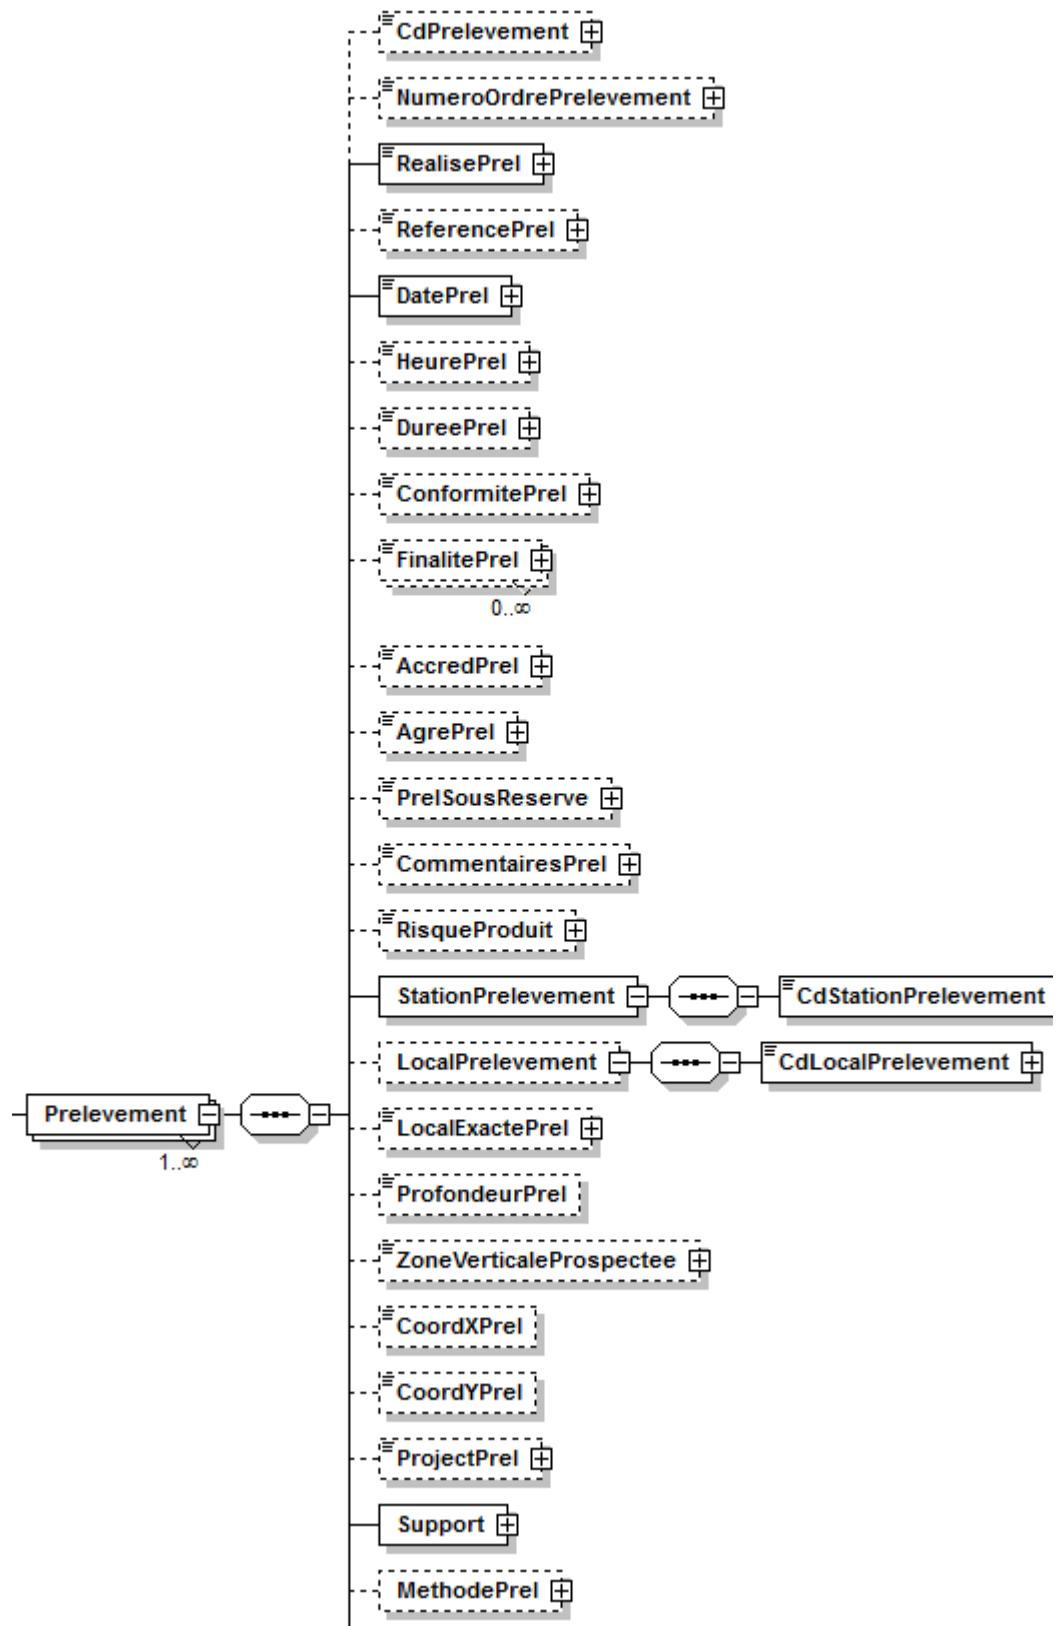 CdPrelevement
NumeroOrdrePrelevement
RealisePrel
ReferencePrel
DatePrel
HeurePrel
DureePrel
ConformitePrel
FinalitePrel
0..∞
AccredPrel
AgrePrel
PrelSousReserve
CommentairesPrel
RisqueProduit
StationPrelevement CdStationPrelevement
LocalPrelevement CdLocalPrelevement
Prelevement
1..∞
LocalExactePrel
ProfondeurPrel
ZoneVerticaleProspectee
CoordXPrel
CoordYPrel
ProjectPrel
Support
MethodePrel